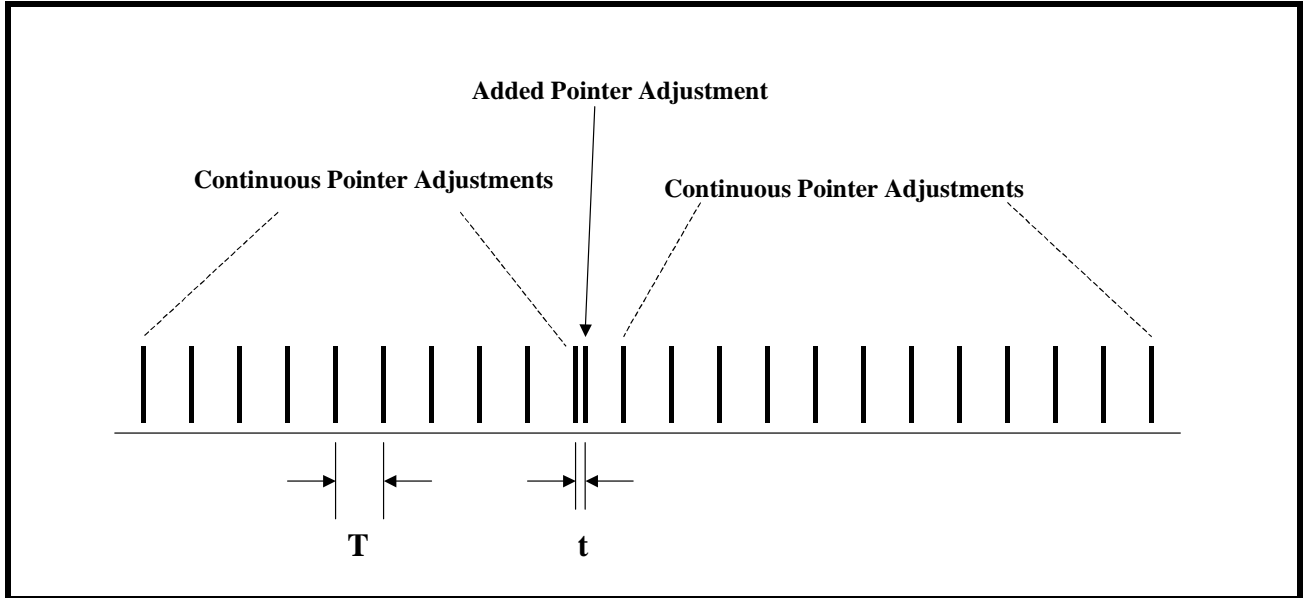 Added Pointer Adjustment
Continuous Pointer Adjustments
Continuous Pointer Adjustments
T
t